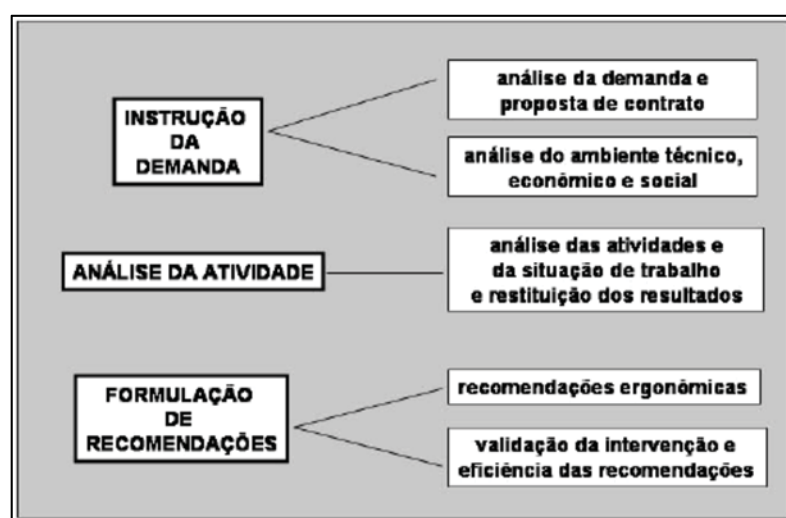 INSTRUÇÃO
DA
DEMANDA
análise da demanda e
proposta de contrato
análise do ambiente técnico,
econômico e social
ANÁLISE DA ATIVIDADE
análise das atividades e
da situação de trabalho
e restituição dos resultados
FORMULAÇÃO
DE
RECOMENDAÇÕES
recomendações ergonômicas
validação da intervenção e
eficiência das recomendações